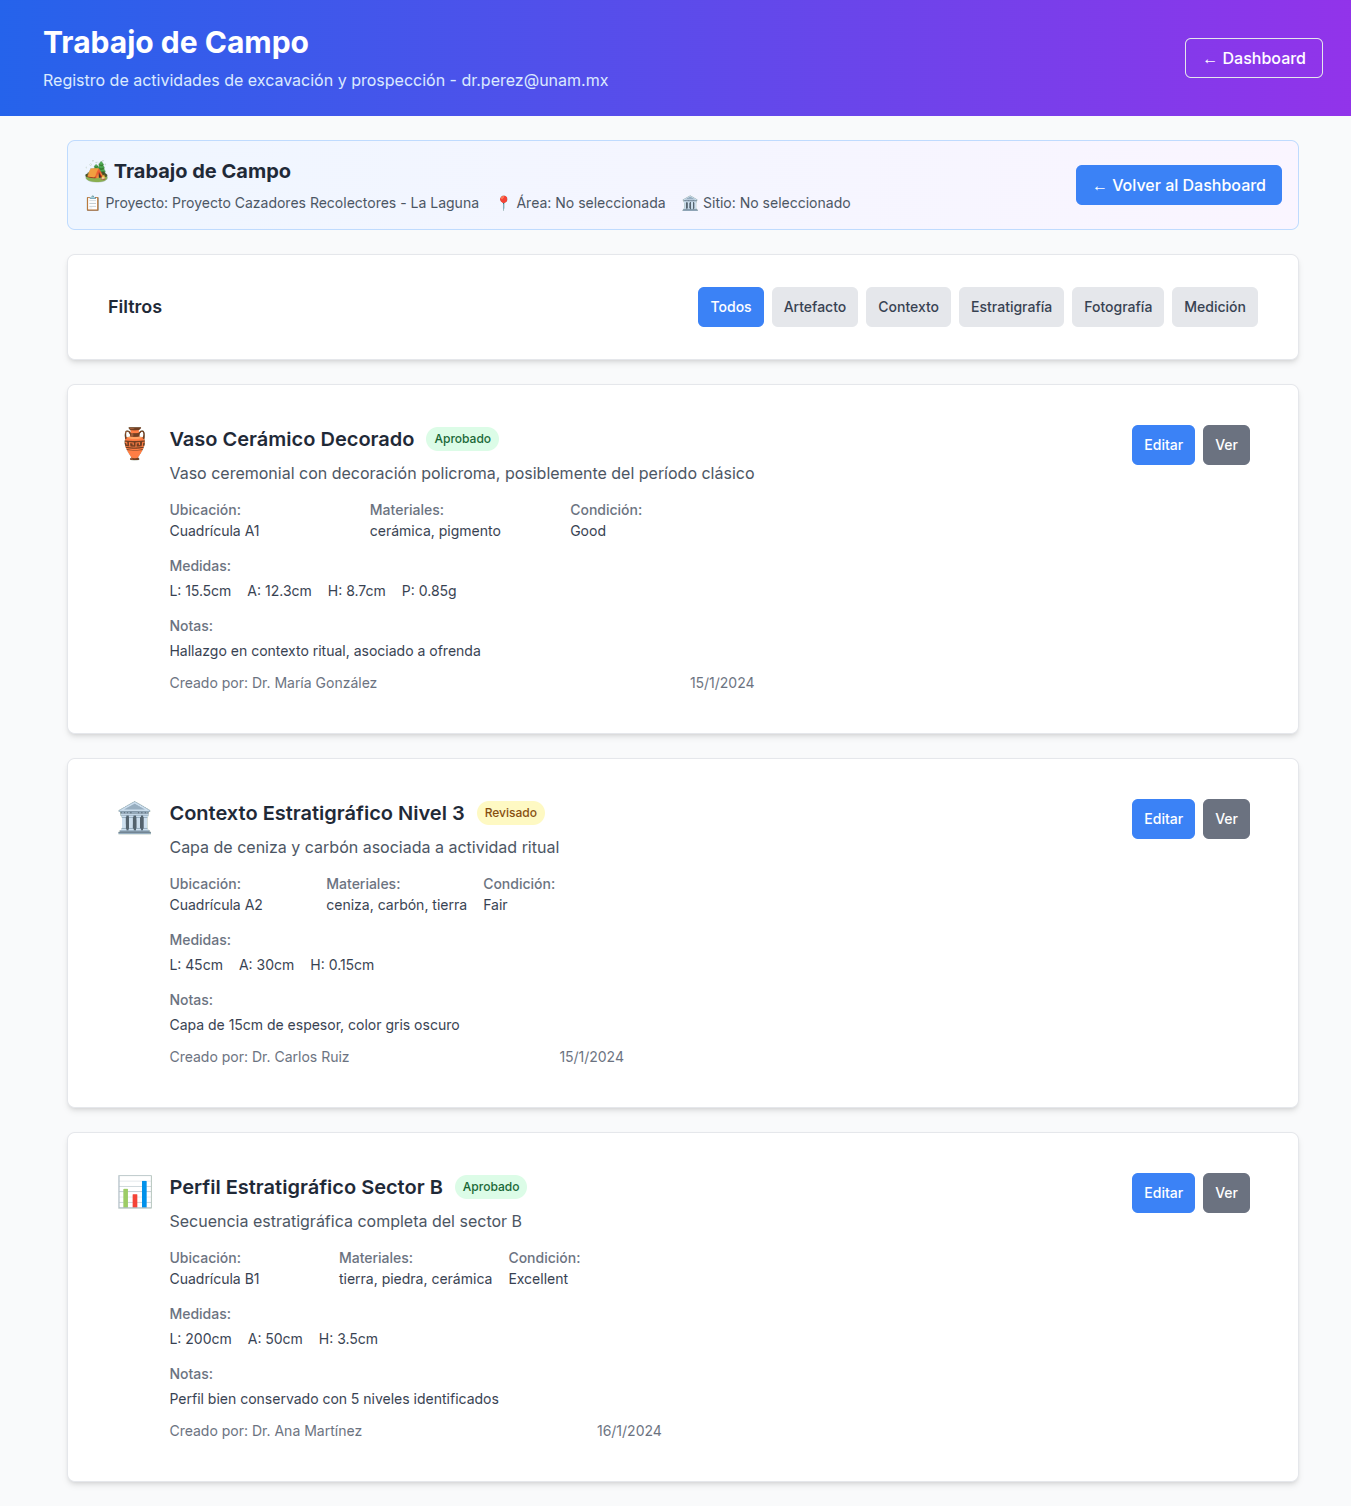 Trabajo de Campo
Registro de actividades de excavación y prospección - dr.perez@unam.mx
← Dashboard
🏕️ Trabajo de Campo
📋 Proyecto: Proyecto Cazadores Recolectores - La Laguna 📍 Área: No seleccionada 🏛️ Sitio: No seleccionado
← Volver al Dashboard
Filtros
Todos Artefacto Contexto Estratigrafía Fotografía Medición
Vaso Cerámico Decorado Aprobado
Editar Ver
Vaso ceremonial con decoración policroma, posiblemente del período clásico
Ubicación: Materiales: Condición:
Cuadrícula A1 cerámica, pigmento Good
Medidas:
L: 15.5cm A: 12.3cm H: 8.7cm P: 0.85g
Notas:
Hallazgo en contexto ritual, asociado a ofrenda
Creado por: Dr. María González 15/1/2024
Contexto Estratigráfico Nivel 3 Revisado
Editar Ver
Capa de ceniza y carbón asociada a actividad ritual
Ubicación: Materiales: Condición:
Cuadrícula A2 ceniza, carbón, tierra Fair
Medidas:
L: 45cm A: 30cm H: 0.15cm
Notas:
Capa de 15cm de espesor, color gris oscuro
Creado por: Dr. Carlos Ruiz 15/1/2024
Perfil Estratigráfico Sector B Aprobado
Editar Ver
Secuencia estratigráfica completa del sector B
Ubicación: Materiales: Condición:
Cuadrícula B1 tierra, piedra, cerámica Excellent
Medidas:
L: 200cm A: 50cm H: 3.5cm
Notas:
Perfil bien conservado con 5 niveles identificados
Creado por: Dr. Ana Martínez 16/1/2024